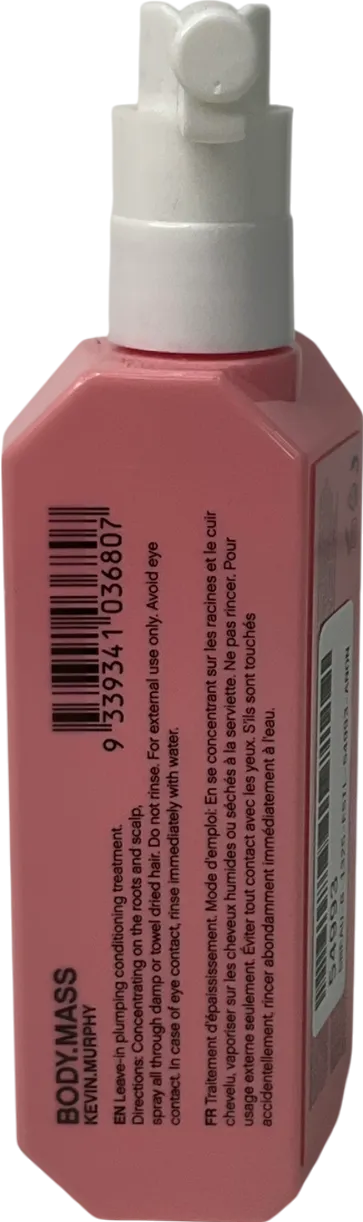 BODY.MASS
KEVIN.MURPHY
EN Leave-in plumping conditioning treatment.
Directions: Concentrating on the roots and scalp,
spray all through damp or towel dried hair. Do not rinse. For external use only. Avoid eye
contact. In case of eye contact, rinse immediately with water.
9 339341 036807
FR Traitement d'épaississement. Mode d'emploi: En se concentrant sur les racines et le cuir
chevelu, vaporiser sur les cheveux humides ou séchés à la serviette. Ne pas rincer. Pour
usage externe seulement. Éviter tout contact avec les yeux. S'ils sont touchés
accidentellement, rincer abondamment immédiatement à l'eau.
54993